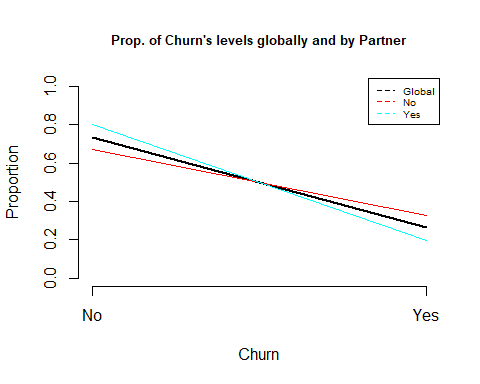 Prop. of Churn's levels globally and by Partner
Global
No
Yes
1.0
0.8
0.6
0.4
0.2
0.0
Proportion
No
Yes
Churn